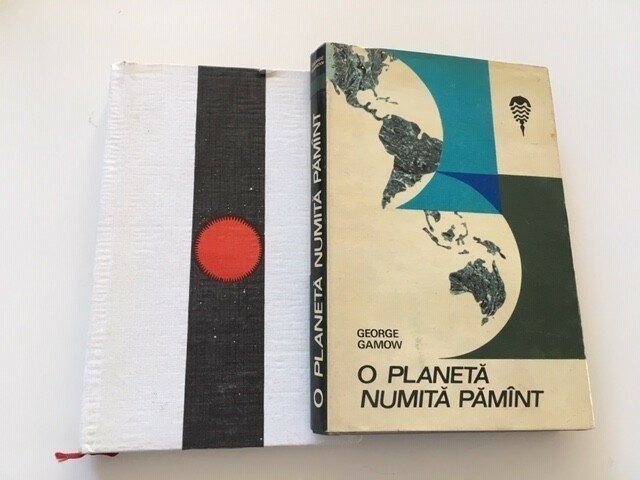 O PLANETĂ NUMITĂ PĂMÎNT
GEORGE
GAMOW
O PLANETĂ
NUMITĂ PĂMÎNT